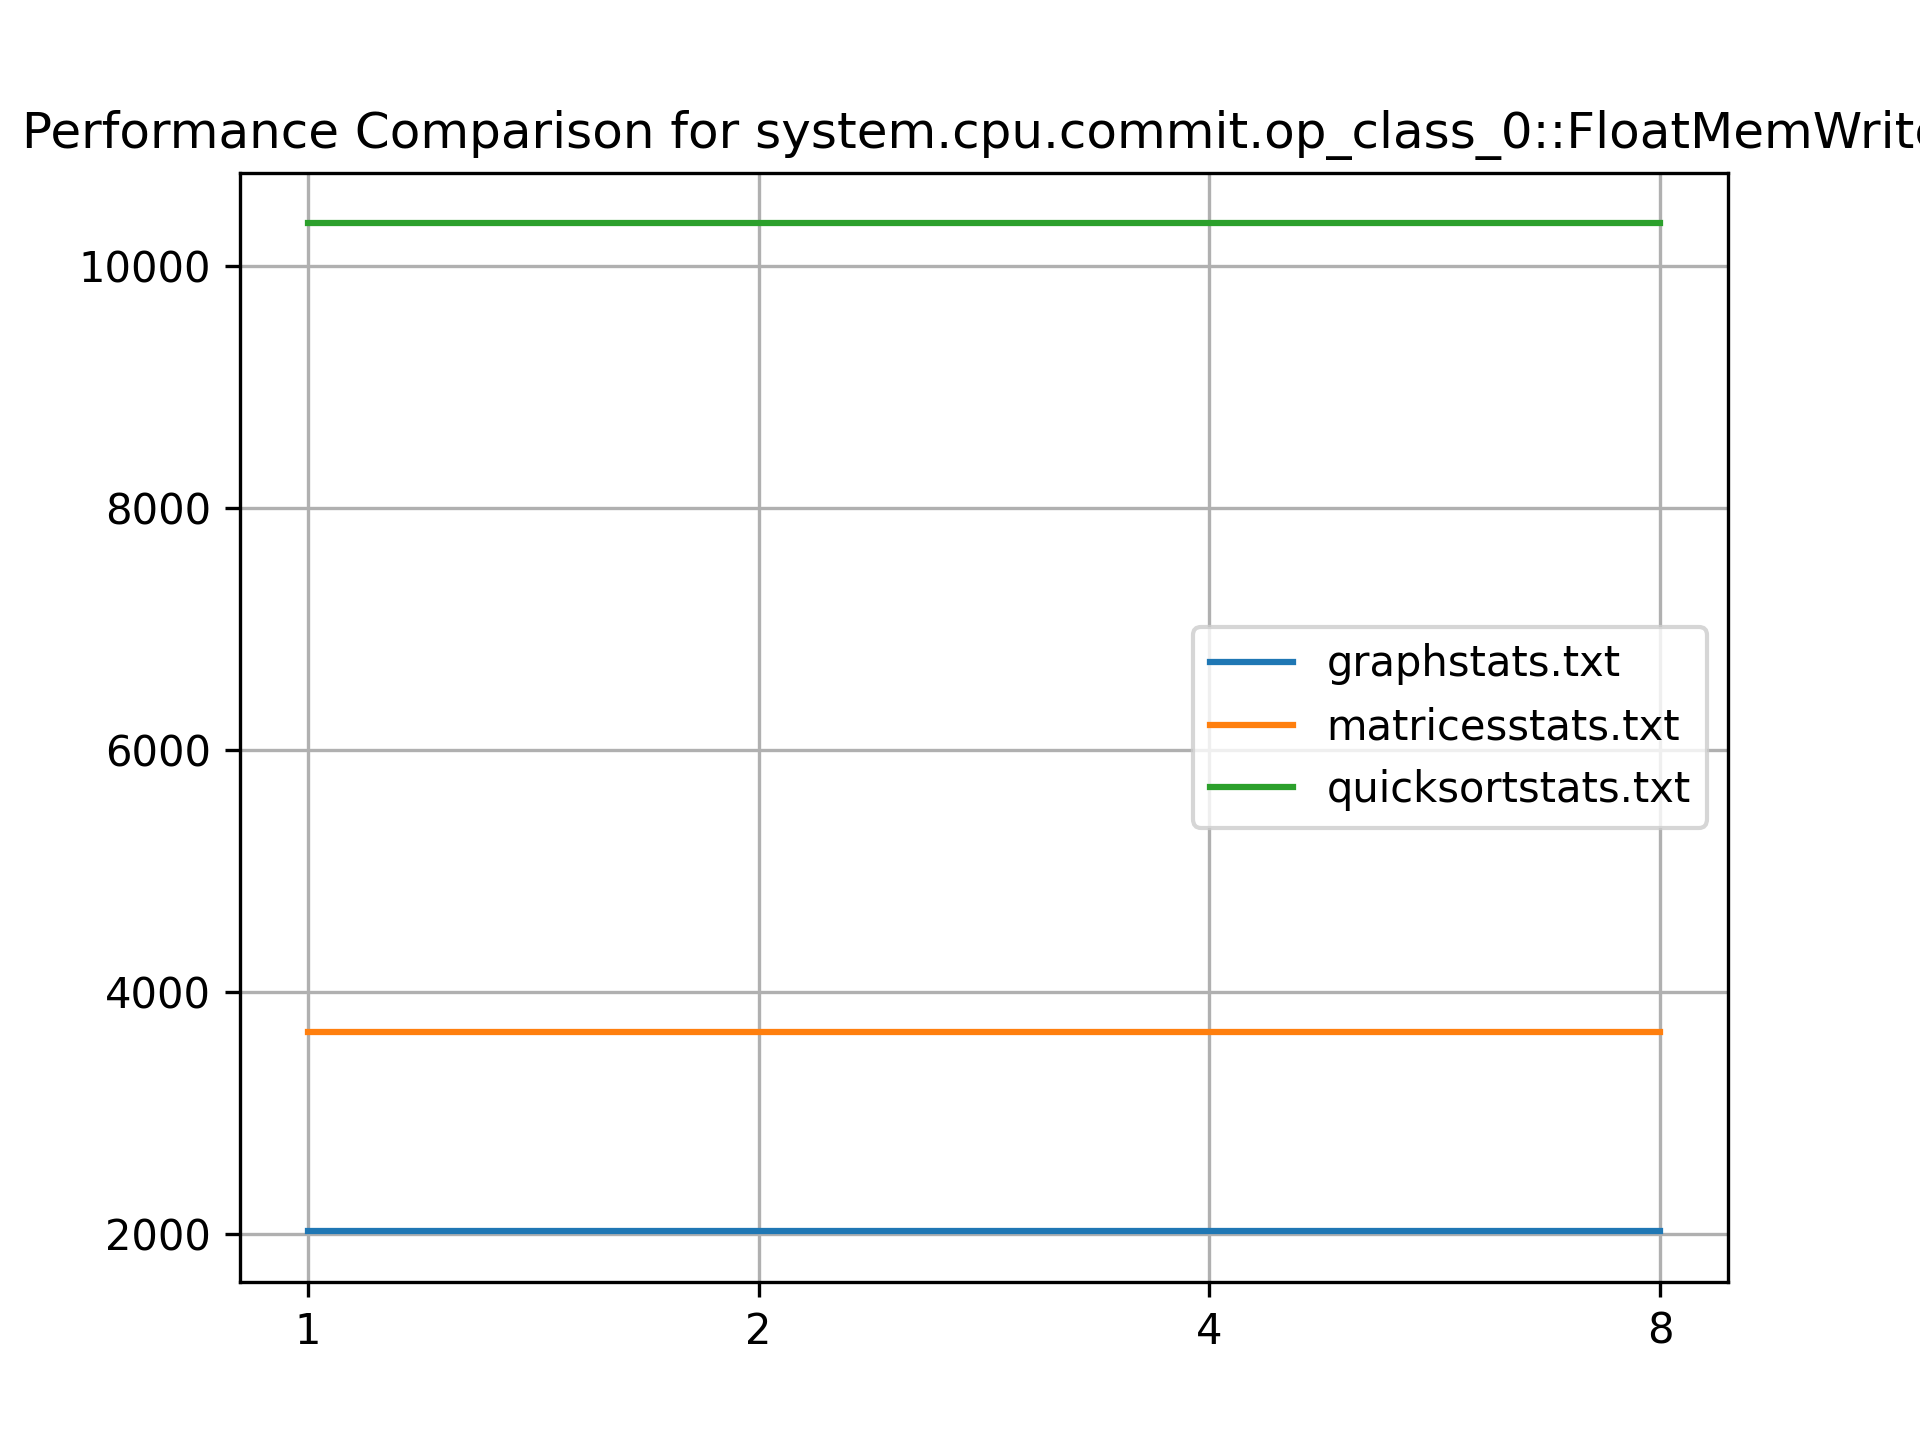 Performance Comparison for system.cpu.commit.op_class_0::FloatMemWrite
10000
8000
6000
4000
2000
graphstats.txt
matricesstats.txt
quicksortstats.txt
1 2 4 8